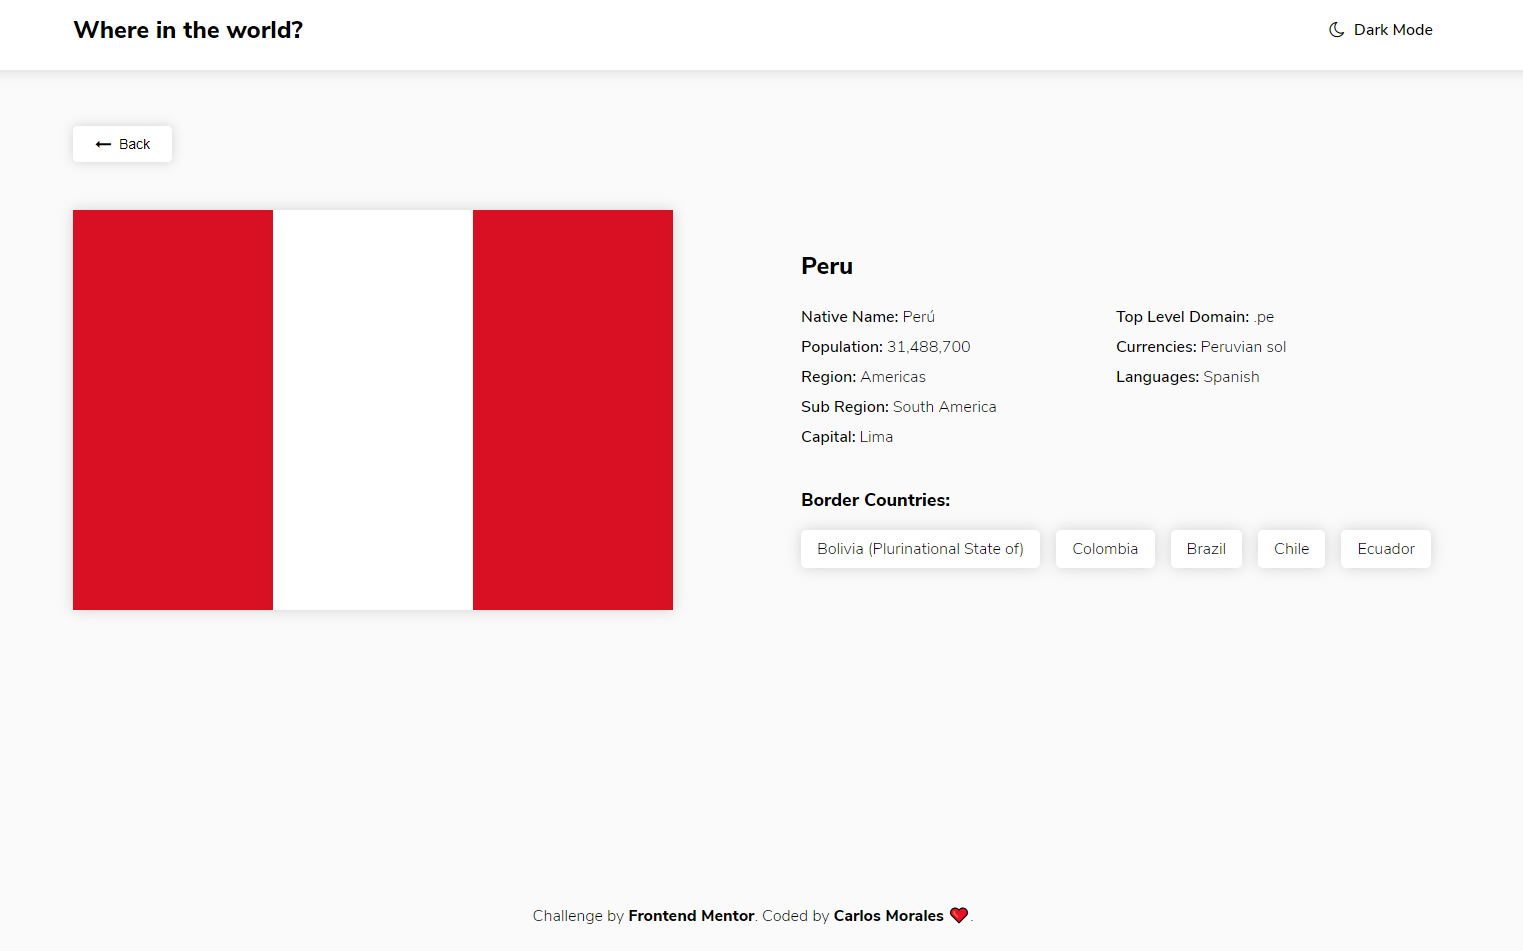 Where in the world?
Dark Mode
Back
Peru
Native Name: Perú
Population: 31,488,700
Region: Americas
Sub Region: South America
Capital: Lima
Top Level Domain: .pe
Currencies: Peruvian sol
Languages: Spanish
Border Countries:
Bolivia (Plurinational State of) Colombia Brazil Chile Ecuador
Challenge by Frontend Mentor. Coded by Carlos Morales ❤️.